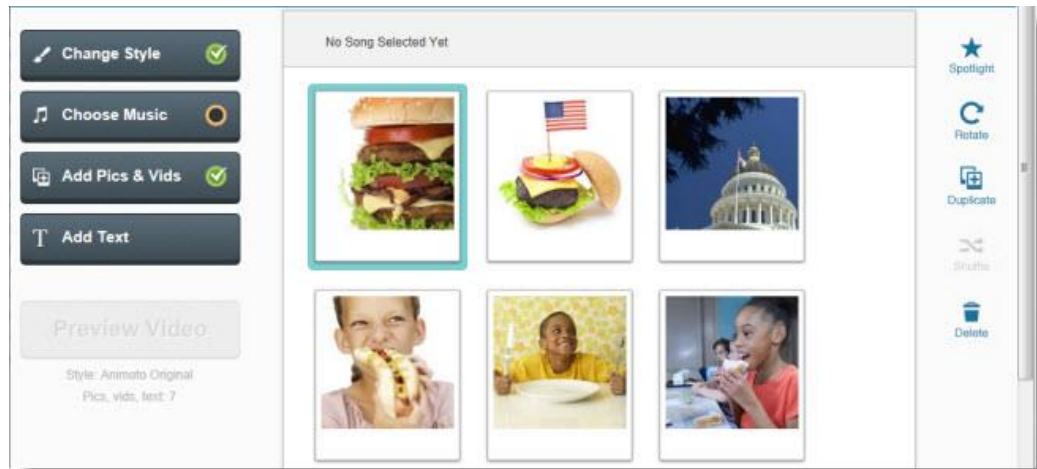 Change Style
Choose Music
Add Pics & Vids
T Add Text
Preview Video
Style: Animoto Original
Pics, vids, text: 7
No Song Selected Yet
Spotlight
Rotate
Duplicate
Shuffle
Delete